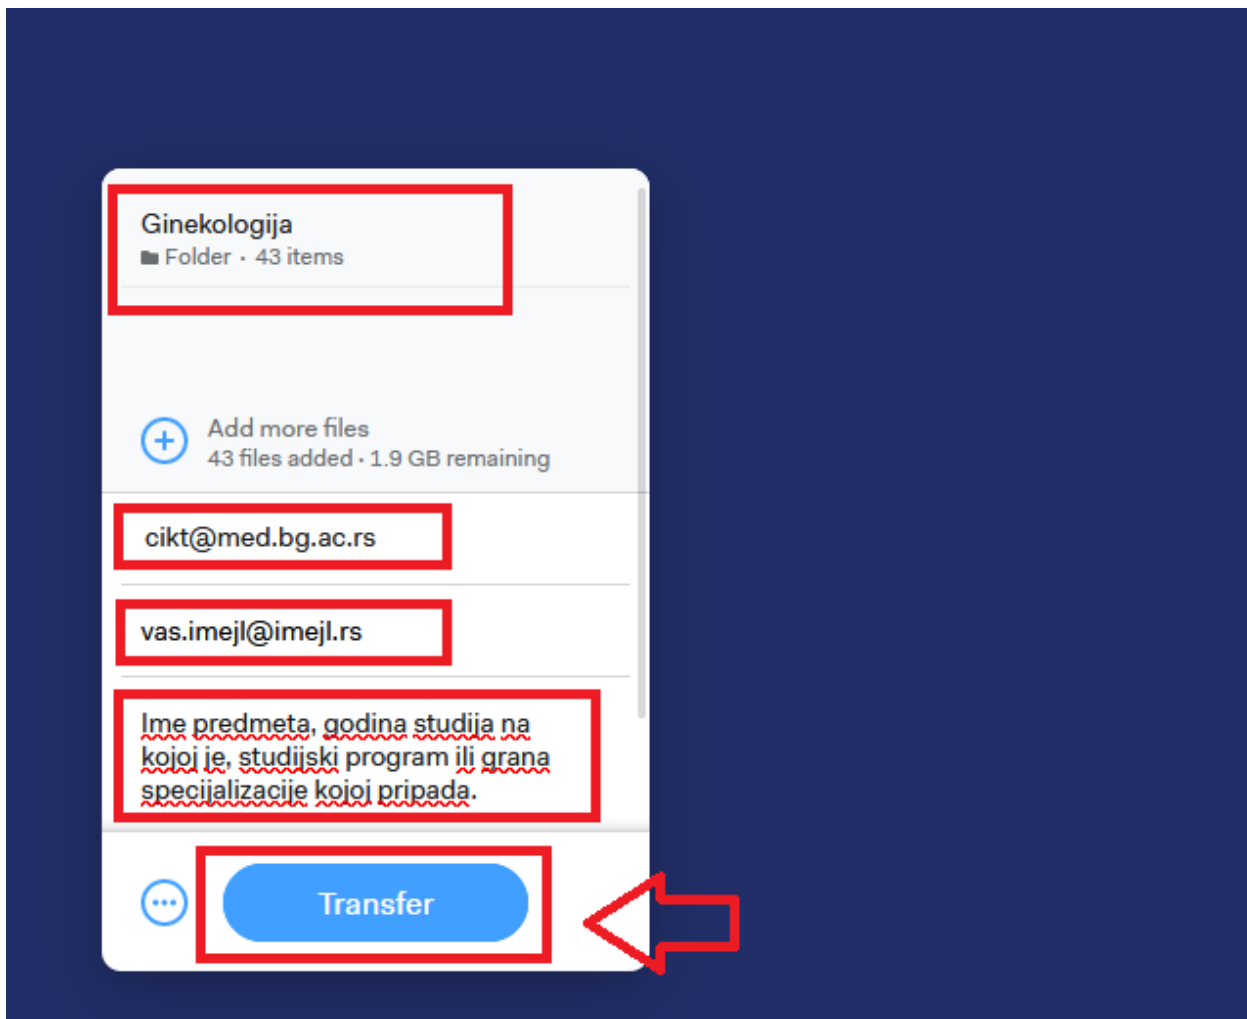 Ginekologija
Folder · 43 items
Add more files
43 files added · 1.9 GB remaining
cikt@med.bg.ac.rs
vas.imejl@imejl.rs
Ime predmeta, godina studija na
kojoj je, studijski program ili grana
specijalizacije kojoj pripada.
Transfer